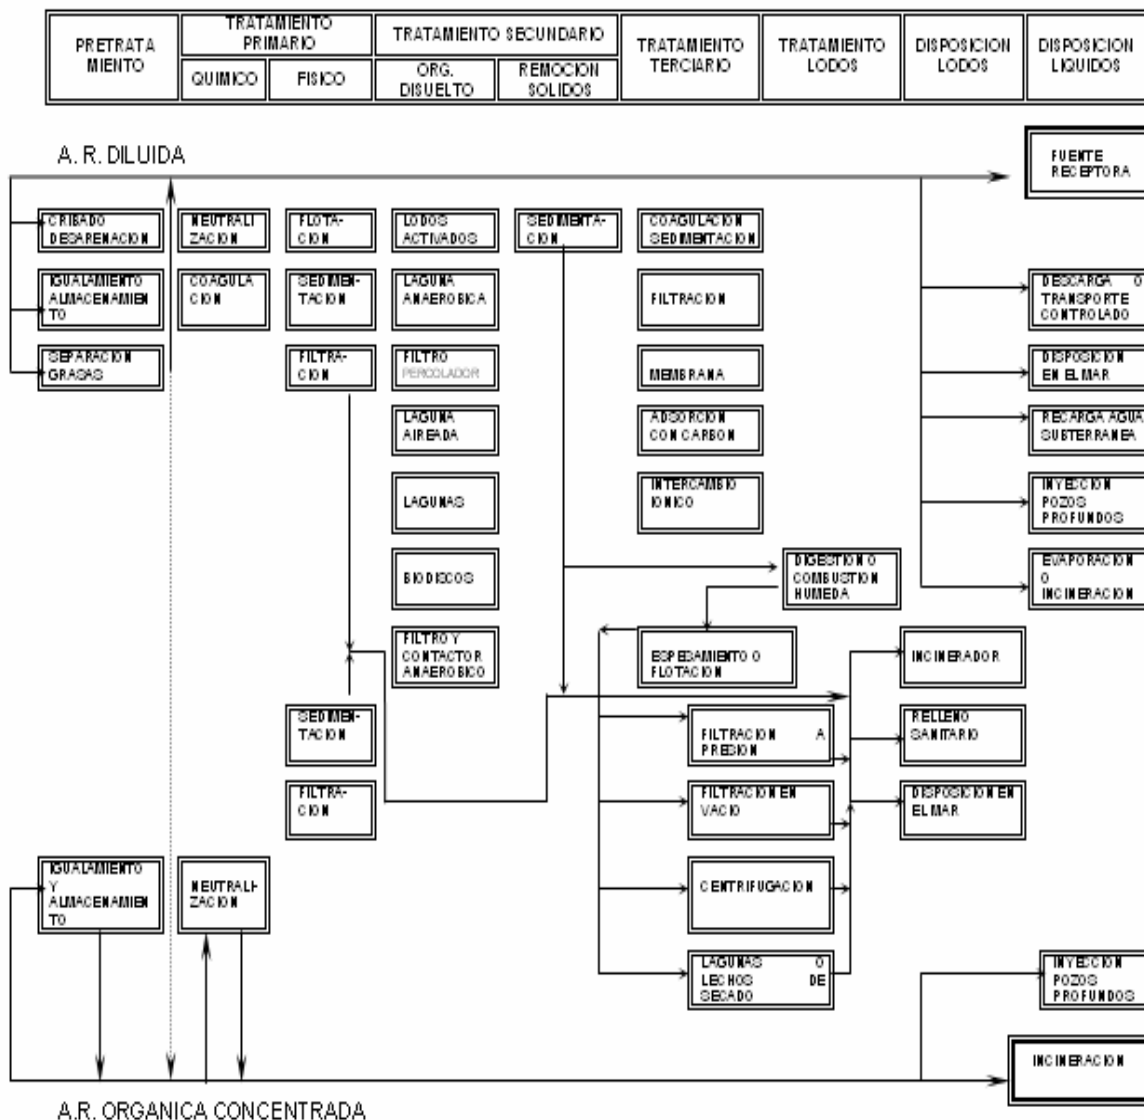 PRETRATA
MIENTO
TRATAMIENTO
PRIMARIO
QUIMICO
FISICO
TRATAMIENTO SECUNDARIO
ORG.
DISUELTO
REMOCION
SOLIDOS
TRATAMIENTO
TERCIARIO
TRATAMIENTO
LODOS
DISPOSICION
LODOS
DISPOSICION
LIQUIDOS
A. R. DILUIDA
FUENTE
RECEPTORA
CRIBADO
DESARENACION
NEUTRALI
ZACION
FLOTA-
CION
LODOS
ACTIVADOS
SEDIMENTA-
CION
COAGULACION
SEDIMENTACION
IGUALAMIENTO
ALMACENAMIEN
TO
COAGULA
CION
SEDIMEN-
TACION
LAGUNA
ANAEROBICA
FILTRACION
DESCARGA O
TRANSPORTE
CONTROLADO
SEPARACION
GRASAS
FILTRA-
CION
FILTRO
PERCOLADOR
MEMBRANA
DISPOSICION
EN EL MAR
LAGUNA
AIREADA
ADSORCION
CON CARBON
RECARGA AGUA
SUBTERRANEA
LAGUNAS
INTERCAMBIO
IONICO
INYECCION
POZOS
PROFUNDOS
BIODISCOS
DIGESTION O
COMBUSTION
HUMEDA
EVAPORACION
O
INCINERACION
FILTRO Y
CONTACTOR
ANAEROBICO
ESPESAMIENTO O
FLOTACION
INCINERADOR
SEDIMEN-
TACION
FILTRACION A
PRESION
RELLENO
SANITARIO
FILTRA-
CION
FILTRACION EN
VACIO
DISPOSICION EN
EL MAR
IGUALAMIENTO
Y
ALMACENAMIEN
TO
NEUTRALI-
ZACION
CENTRIFUGACION
LAGUNAS O
LECHOS DE
SECADO
INYECCION
POZOS
PROFUNDOS
INCINERACION
A.R. ORGANICA CONCENTRADA